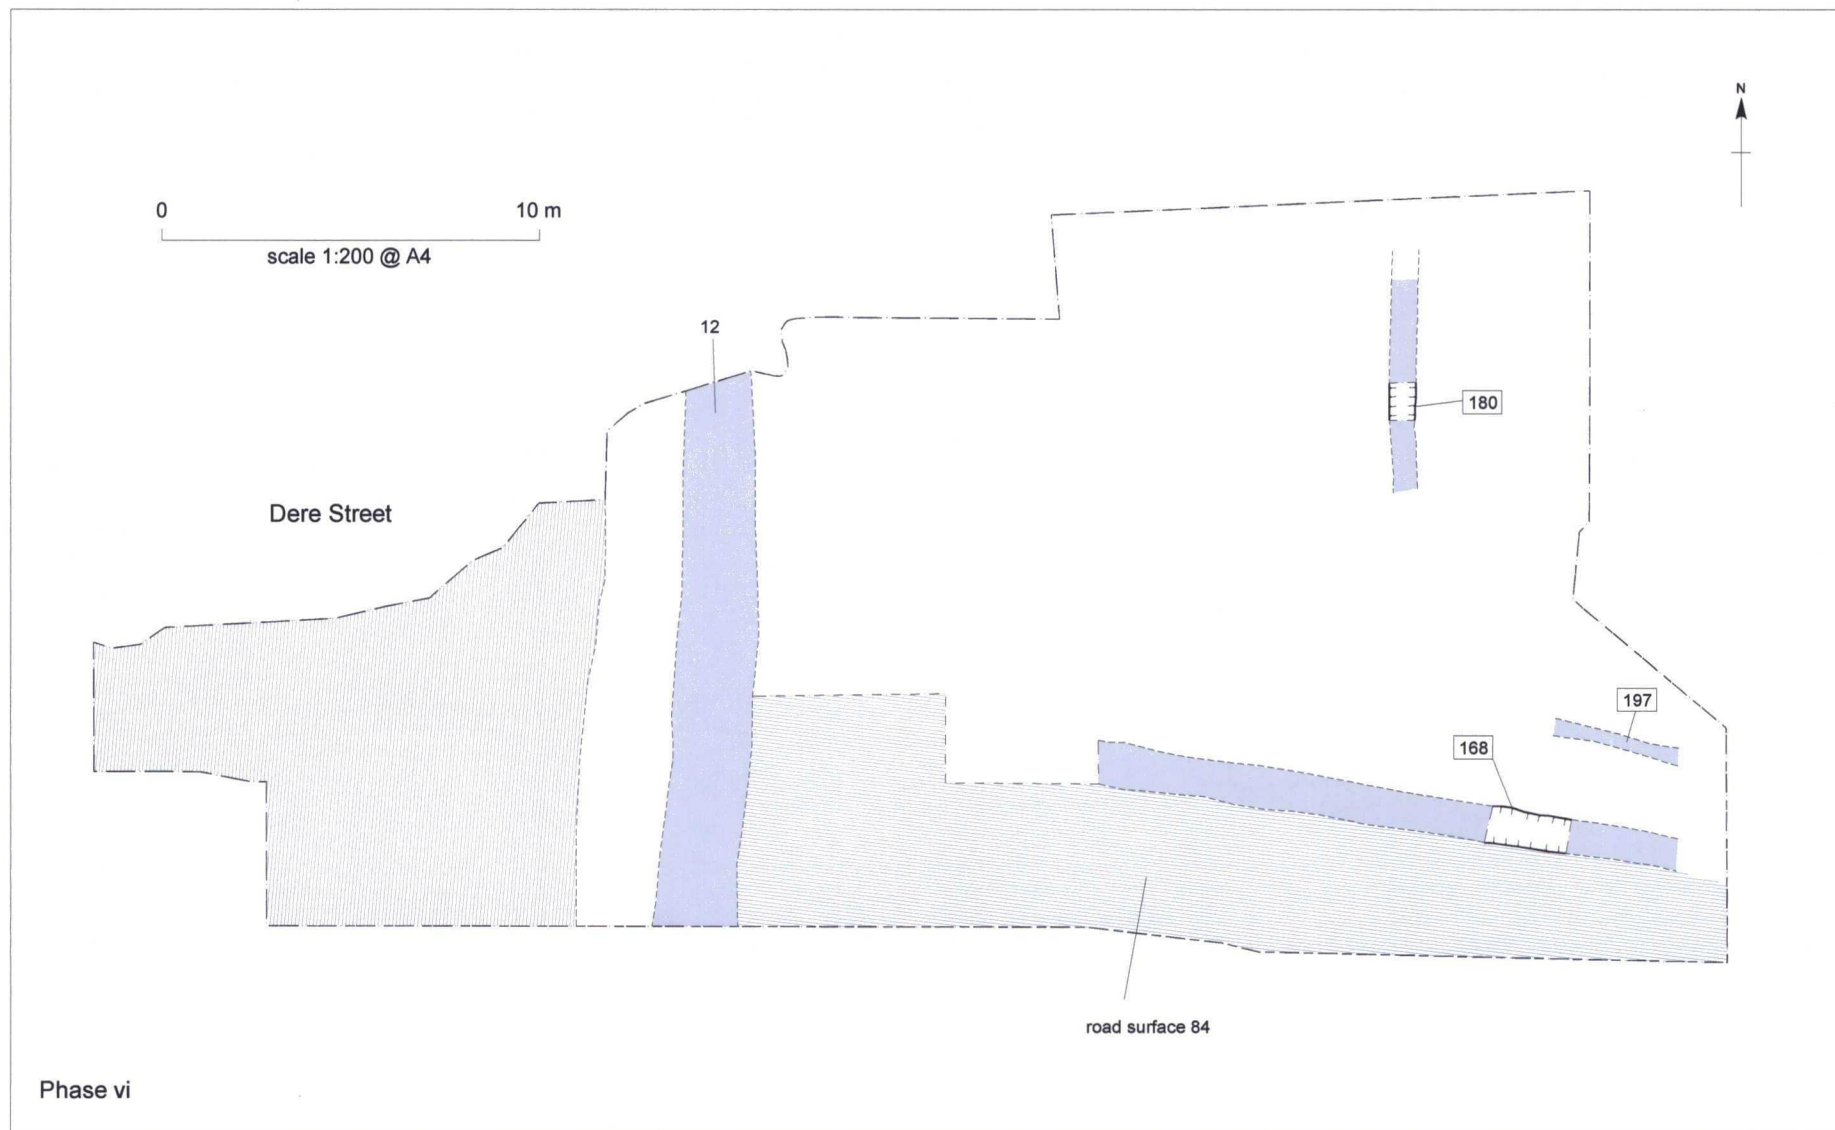 N
0 10 m
scale 1:200 @ A4
12
180
Dere Street
197
168
road surface 84
Phase vi